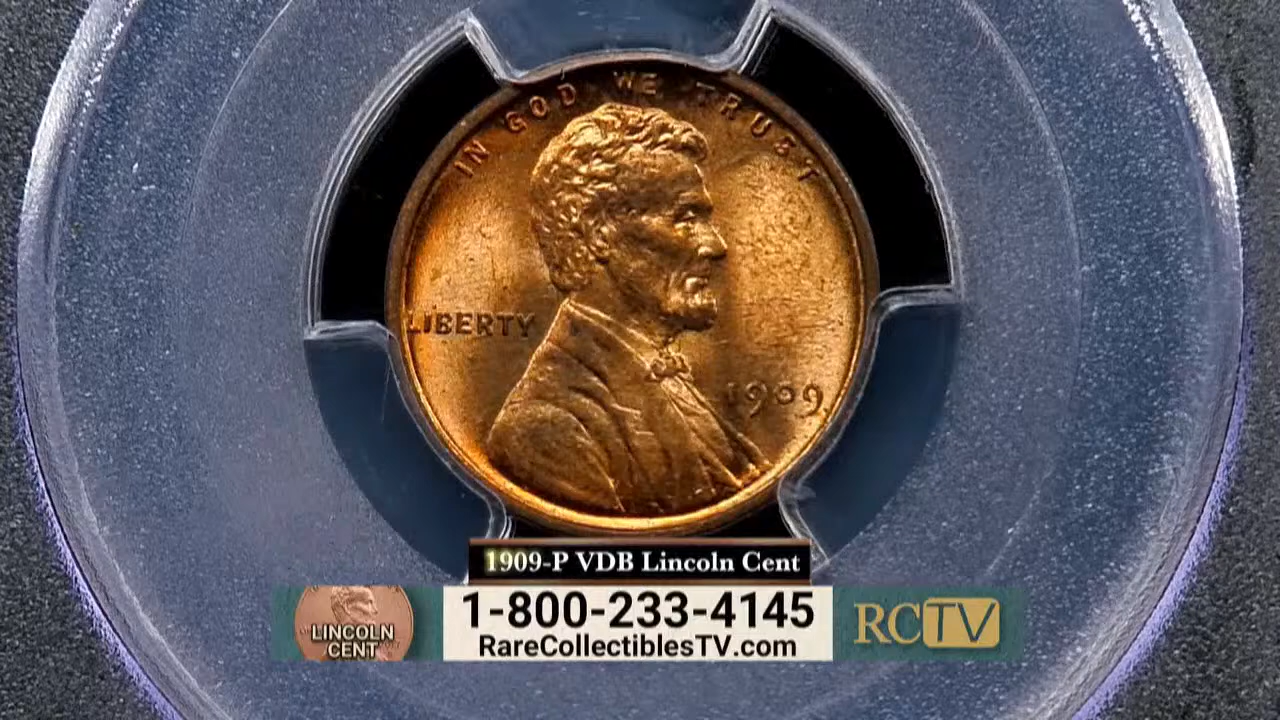 IN GOD WE TRUST
LIBERTY
1909
1909-P VDB Lincoln Cent
LINCOLN
CENT
1-800-233-4145
RareCollectiblesTV.com
RCTV